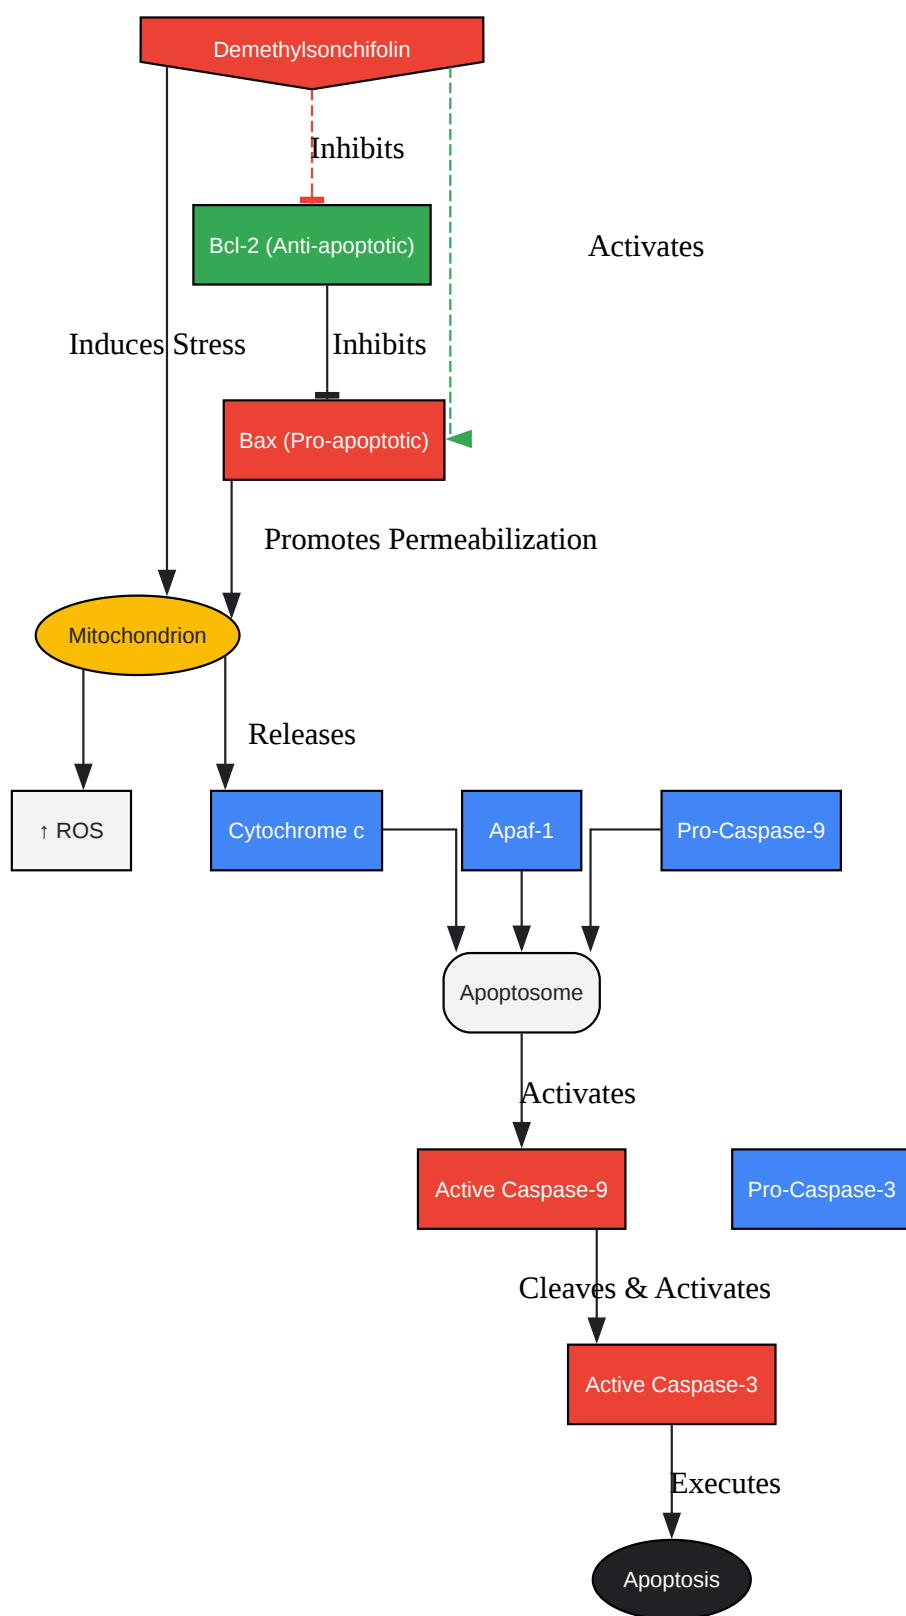 Demethylsonchifolin
Inhibits
Bcl-2 (Anti-apoptotic)
Activates
Induces Stress
Inhibits
Bax (Pro-apoptotic)
Promotes Permeabilization
Mitochondrion
Releases
↑ ROS
Cytochrome c
Apaf-1
Pro-Caspase-9
Apoptosome
Activates
Active Caspase-9
Pro-Caspase-3
Cleaves & Activates
Active Caspase-3
Executes
Apoptosis